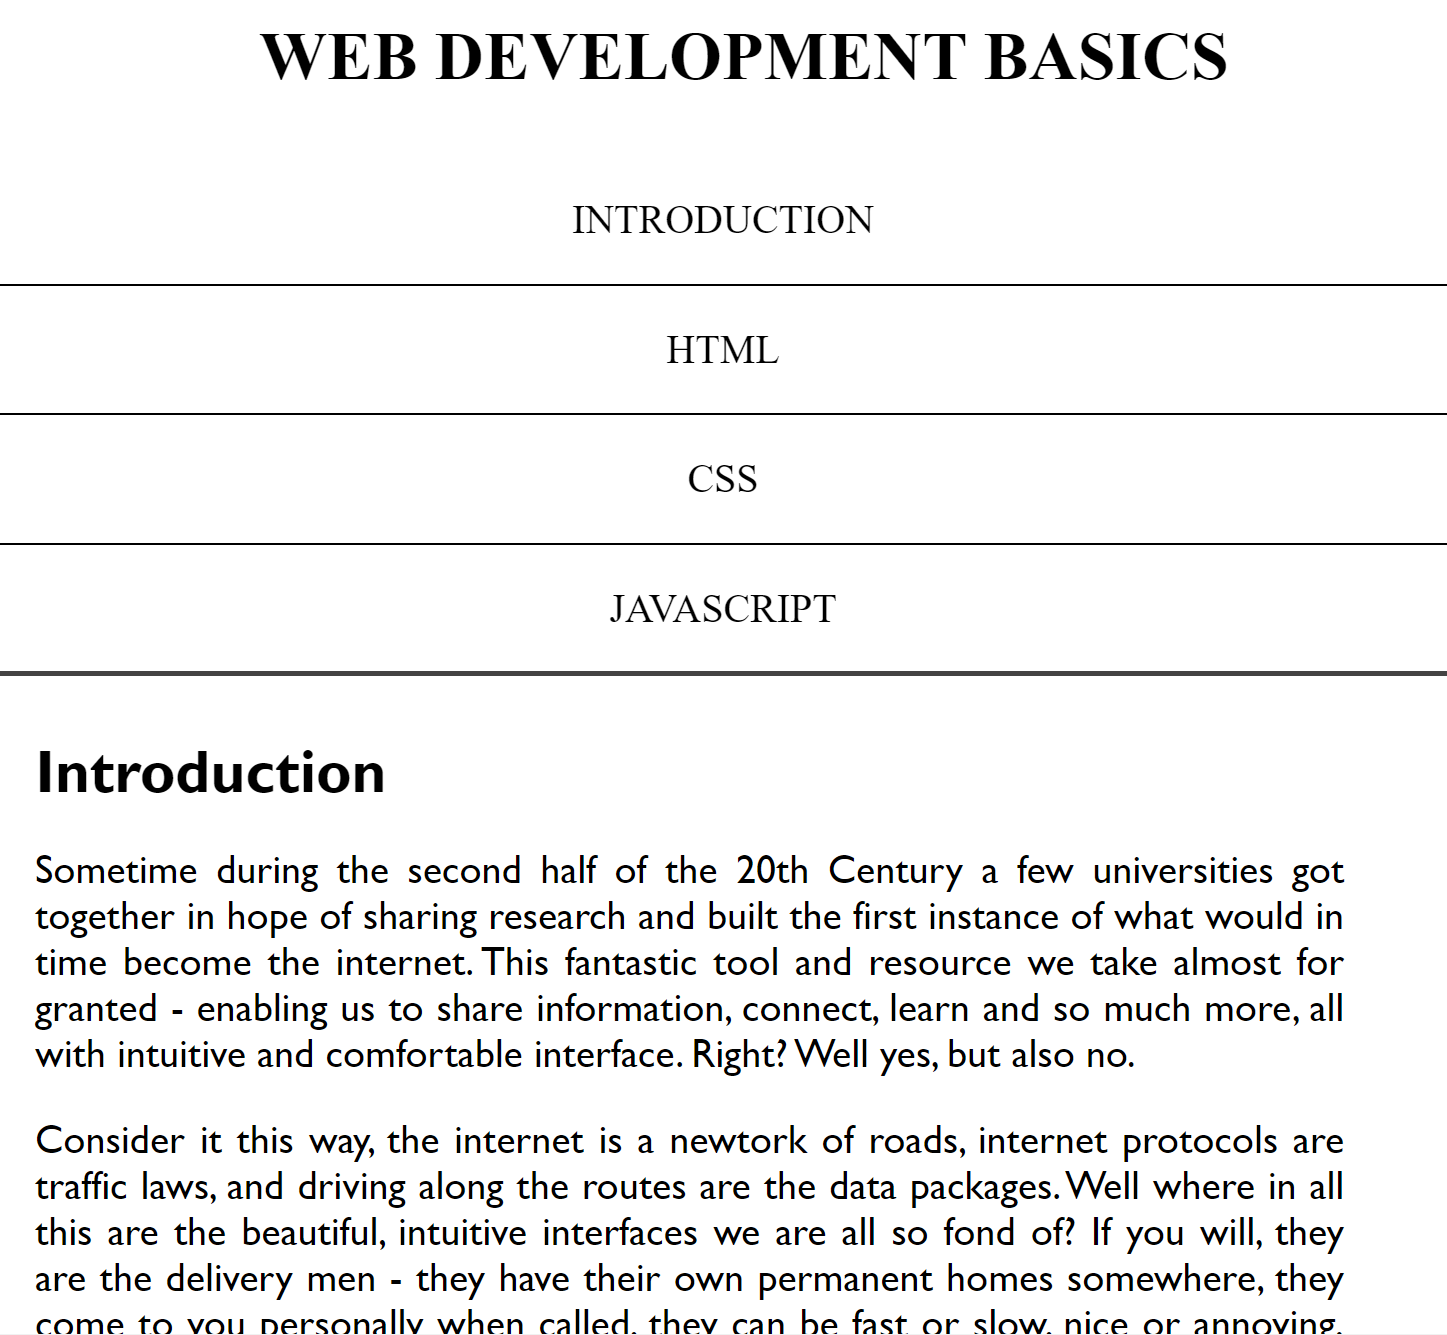 WEB DEVELOPMENT BASICS
INTRODUCTION
HTML
CSS
JAVASCRIPT
Introduction
Sometime during the second half of the 20th Century a few universities got
together in hope of sharing research and built the first instance of what would in
time become the internet. This fantastic tool and resource we take almost for
granted - enabling us to share information, connect, learn and so much more, all
with intuitive and comfortable interface. Right? Well yes, but also no.
Consider it this way, the internet is a newtork of roads, internet protocols are
traffic laws, and driving along the routes are the data packages. Well where in all
this are the beautiful, intuitive interfaces we are all so fond of? If you will, they
are the delivery men - they have their own permanent homes somewhere, they
come to you personally when called, they can be fast or slow, nice or annoying,